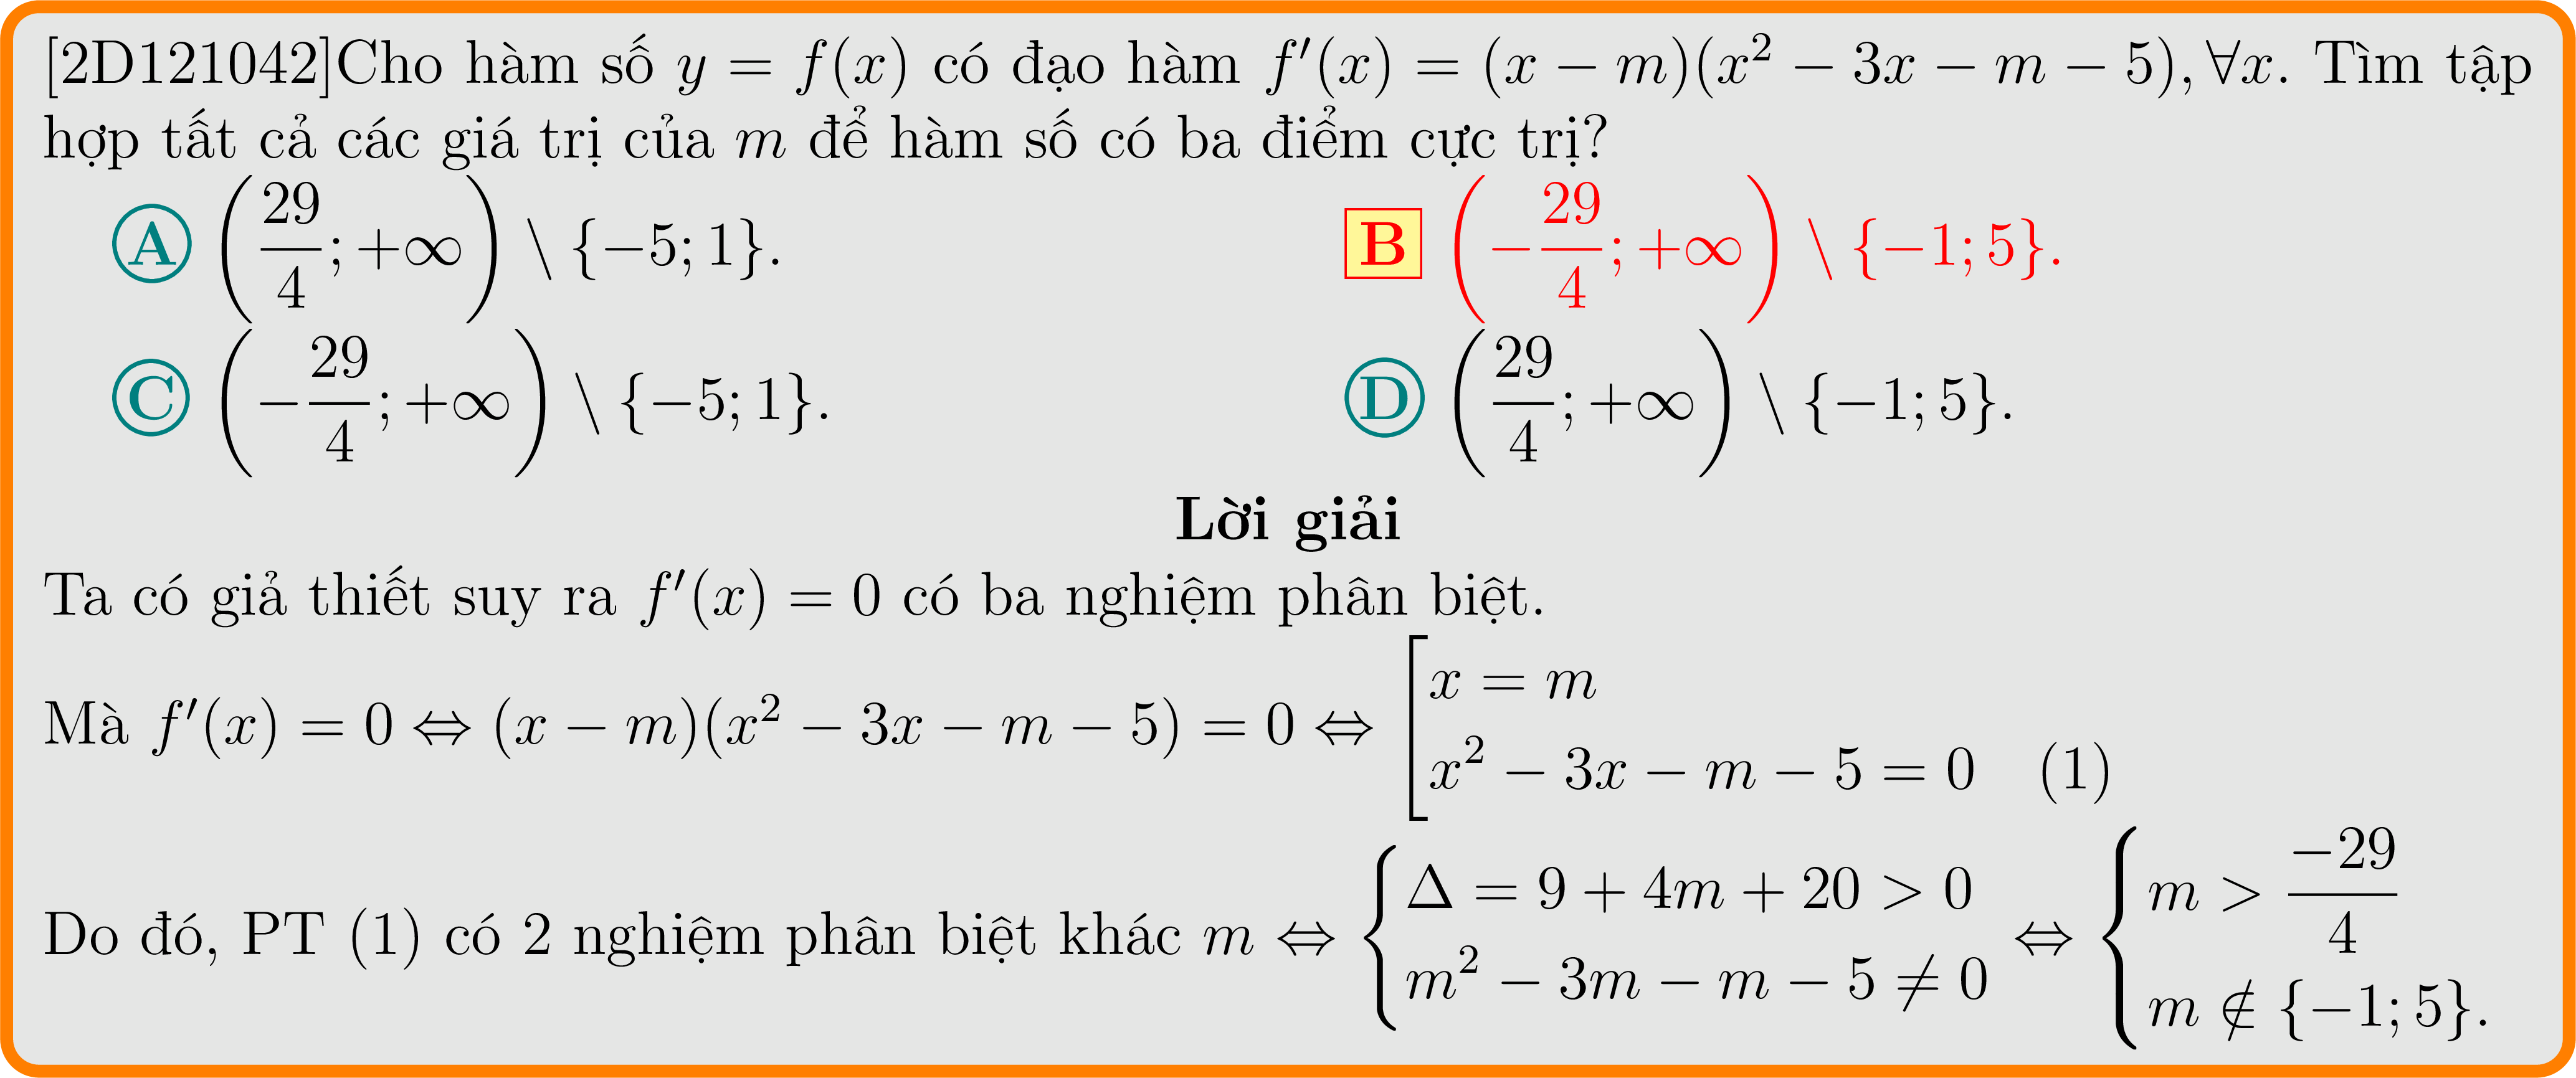 [2D121042]Cho hàm số y = f(x) có đạo hàm f′(x) = (x − m)(x² − 3x − m − 5), ∀x. Tìm tập
hợp tất cả các giá trị của m để hàm số có ba điểm cực trị?
A (29/4; +∞) \ {−5; 1}. B (−29/4; +∞) \ {−1; 5}.
C (−29/4; +∞) \ {−5; 1}. D (29/4; +∞) \ {−1; 5}.
Lời giải
Ta có giả thiết suy ra f′(x) = 0 có ba nghiệm phân biệt.
Mà f′(x) = 0 ⇔ (x − m)(x² − 3x − m − 5) = 0 ⇔ [ x = m
x² − 3x − m − 5 = 0 (1)
Do đó, PT (1) có 2 nghiệm phân biệt khác m ⇔ { Δ = 9 + 4m + 20 > 0
m² − 3m − m − 5 ≠ 0 ⇔ { m > −29/4
m ∉ {−1; 5}.